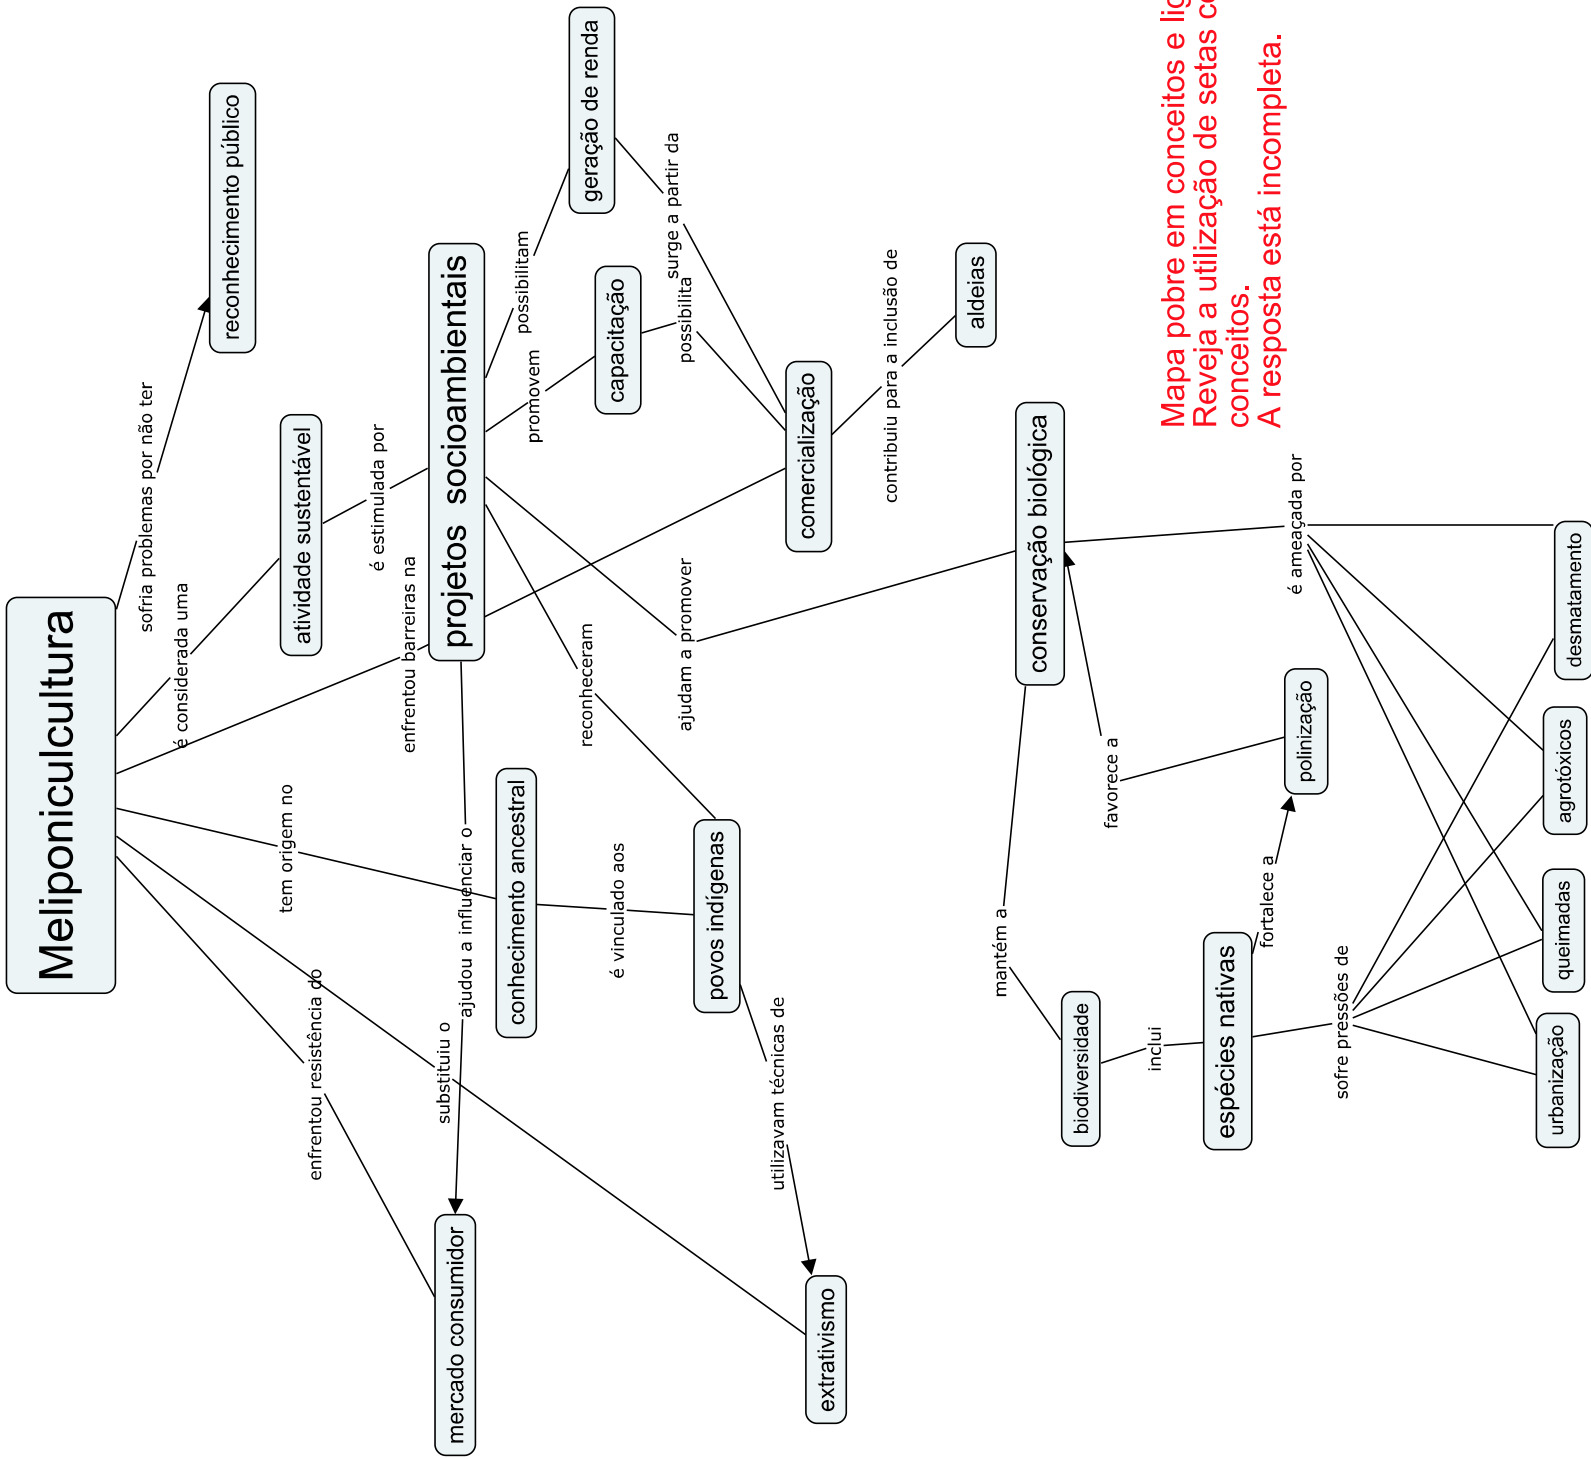 Meliponiculcultura
sofria problemas por não ter
reconhecimento público
é considerada uma
atividade sustentável
é estimulada por
projetos socioambientais
enfrentou barreiras na
tem origem no
conhecimento ancestral
é vinculado aos
povos indígenas
enfrentou resistência do
mercado consumidor
substituiu o
ajudou a influenciar o
extrativismo
utilizavam técnicas de
reconheceram
ajudam a promover
promovem
capacitação
possibilitam
geração de renda
surge a partir da
possibilita
comercialização
contribuiu para a inclusão de
aldeias
conservação biológica
mantém a
biodiversidade
inclui
espécies nativas
fortalece a
polinização
favorece a
sofre pressões de
é ameaçada por
urbanização
queimadas
agrotóxicos
desmatamento
Mapa pobre em conceitos e
Reveja a utilização de setas
conceitos.
A resposta está incompleta.